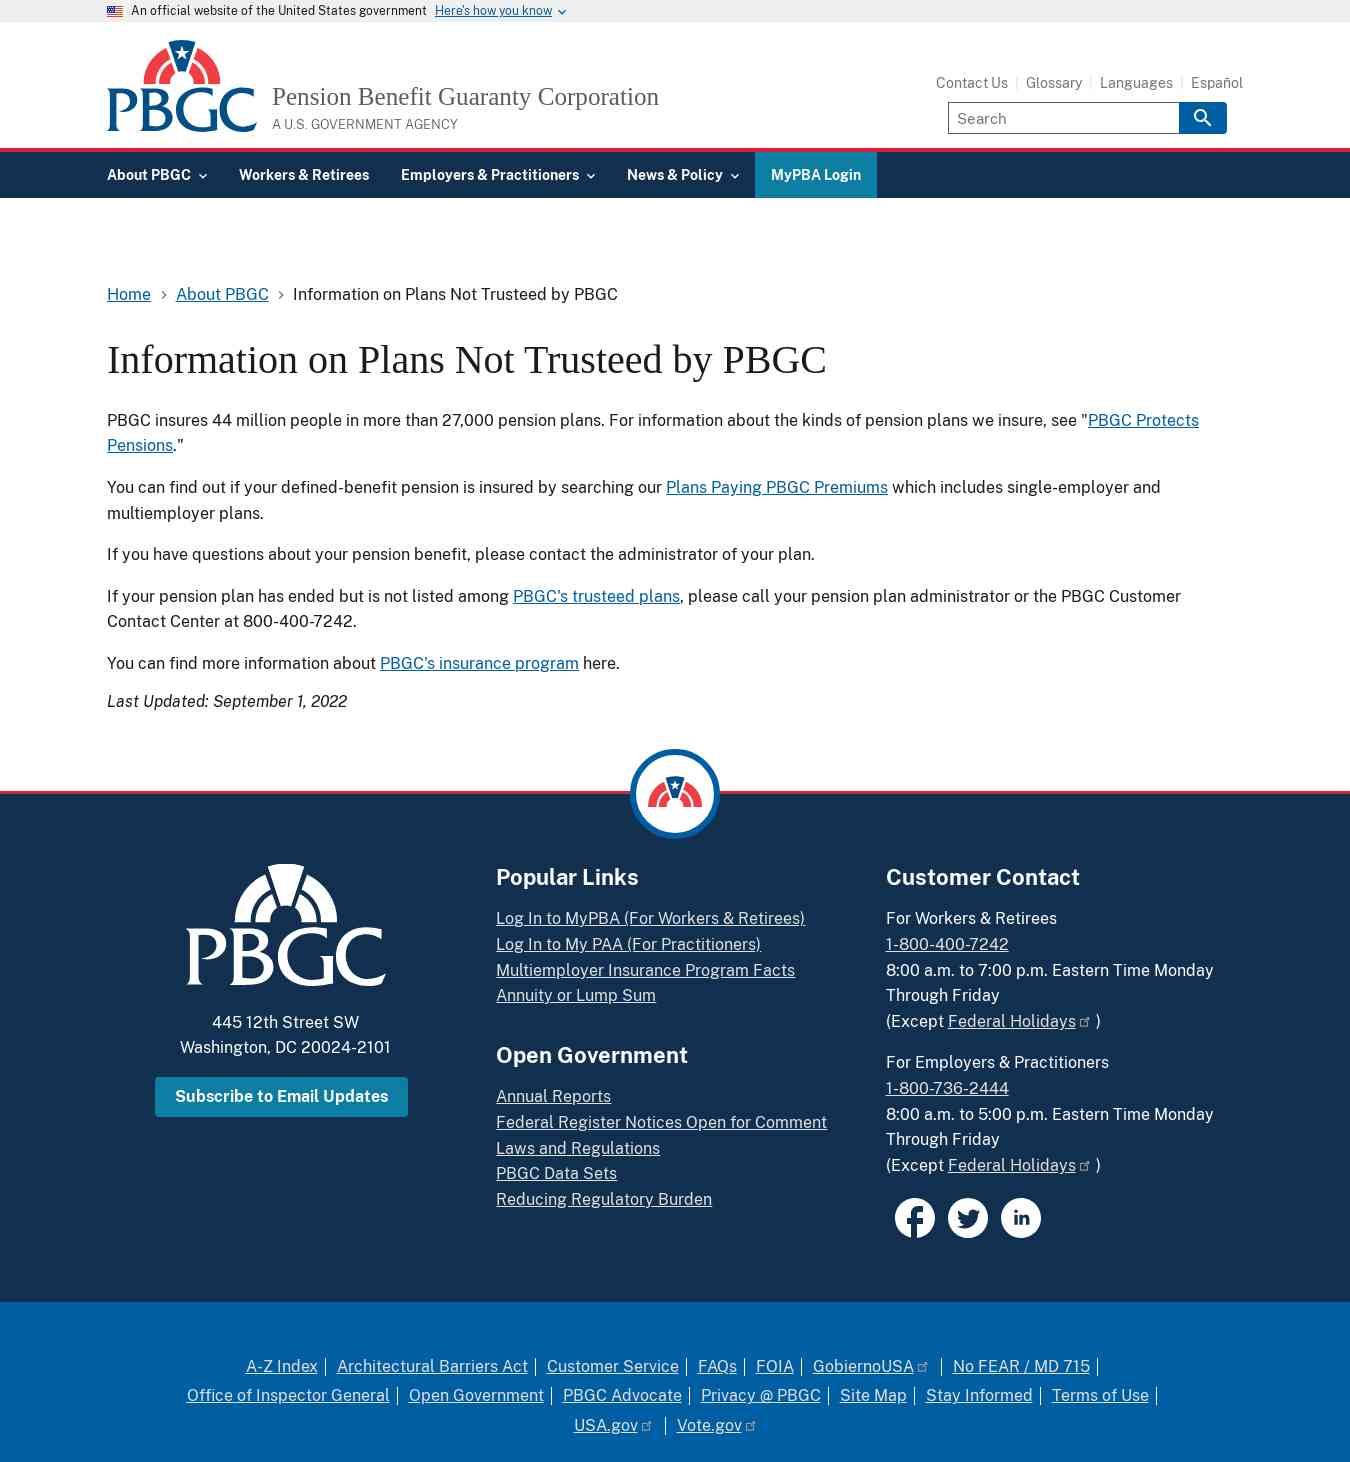 An official website of the United States government Here's how you know
PBGC
Pension Benefit Guaranty Corporation
A U.S. GOVERNMENT AGENCY
Contact Us Glossary Languages Español
Search
About PBGC Workers & Retirees Employers & Practitioners News & Policy MyPBA Login
Home About PBGC Information on Plans Not Trusteed by PBGC
Information on Plans Not Trusteed by PBGC
PBGC insures 44 million people in more than 27,000 pension plans. For information about the kinds of pension plans we insure, see "PBGC Protects
Pensions."
You can find out if your defined-benefit pension is insured by searching our Plans Paying PBGC Premiums which includes single-employer and
multiemployer plans.
If you have questions about your pension benefit, please contact the administrator of your plan.
If your pension plan has ended but is not listed among PBGC's trusteed plans, please call your pension plan administrator or the PBGC Customer
Contact Center at 800-400-7242.
You can find more information about PBGC's insurance program here.
Last Updated: September 1, 2022
PBGC
445 12th Street SW
Washington, DC 20024-2101
Subscribe to Email Updates
Popular Links
Log In to MyPBA (For Workers & Retirees)
Log In to My PAA (For Practitioners)
Multiemployer Insurance Program Facts
Annuity or Lump Sum
Open Government
Annual Reports
Federal Register Notices Open for Comment
Laws and Regulations
PBGC Data Sets
Reducing Regulatory Burden
Customer Contact
For Workers & Retirees
1-800-400-7242
8:00 a.m. to 7:00 p.m. Eastern Time Monday
Through Friday
(Except Federal Holidays )
For Employers & Practitioners
1-800-736-2444
8:00 a.m. to 5:00 p.m. Eastern Time Monday
Through Friday
(Except Federal Holidays )
in
A-Z Index Architectural Barriers Act Customer Service FAQs FOIA GobiernoUSA No FEAR / MD 715
Office of Inspector General Open Government PBGC Advocate Privacy @ PBGC Site Map Stay Informed Terms of Use
USA.gov Vote.gov